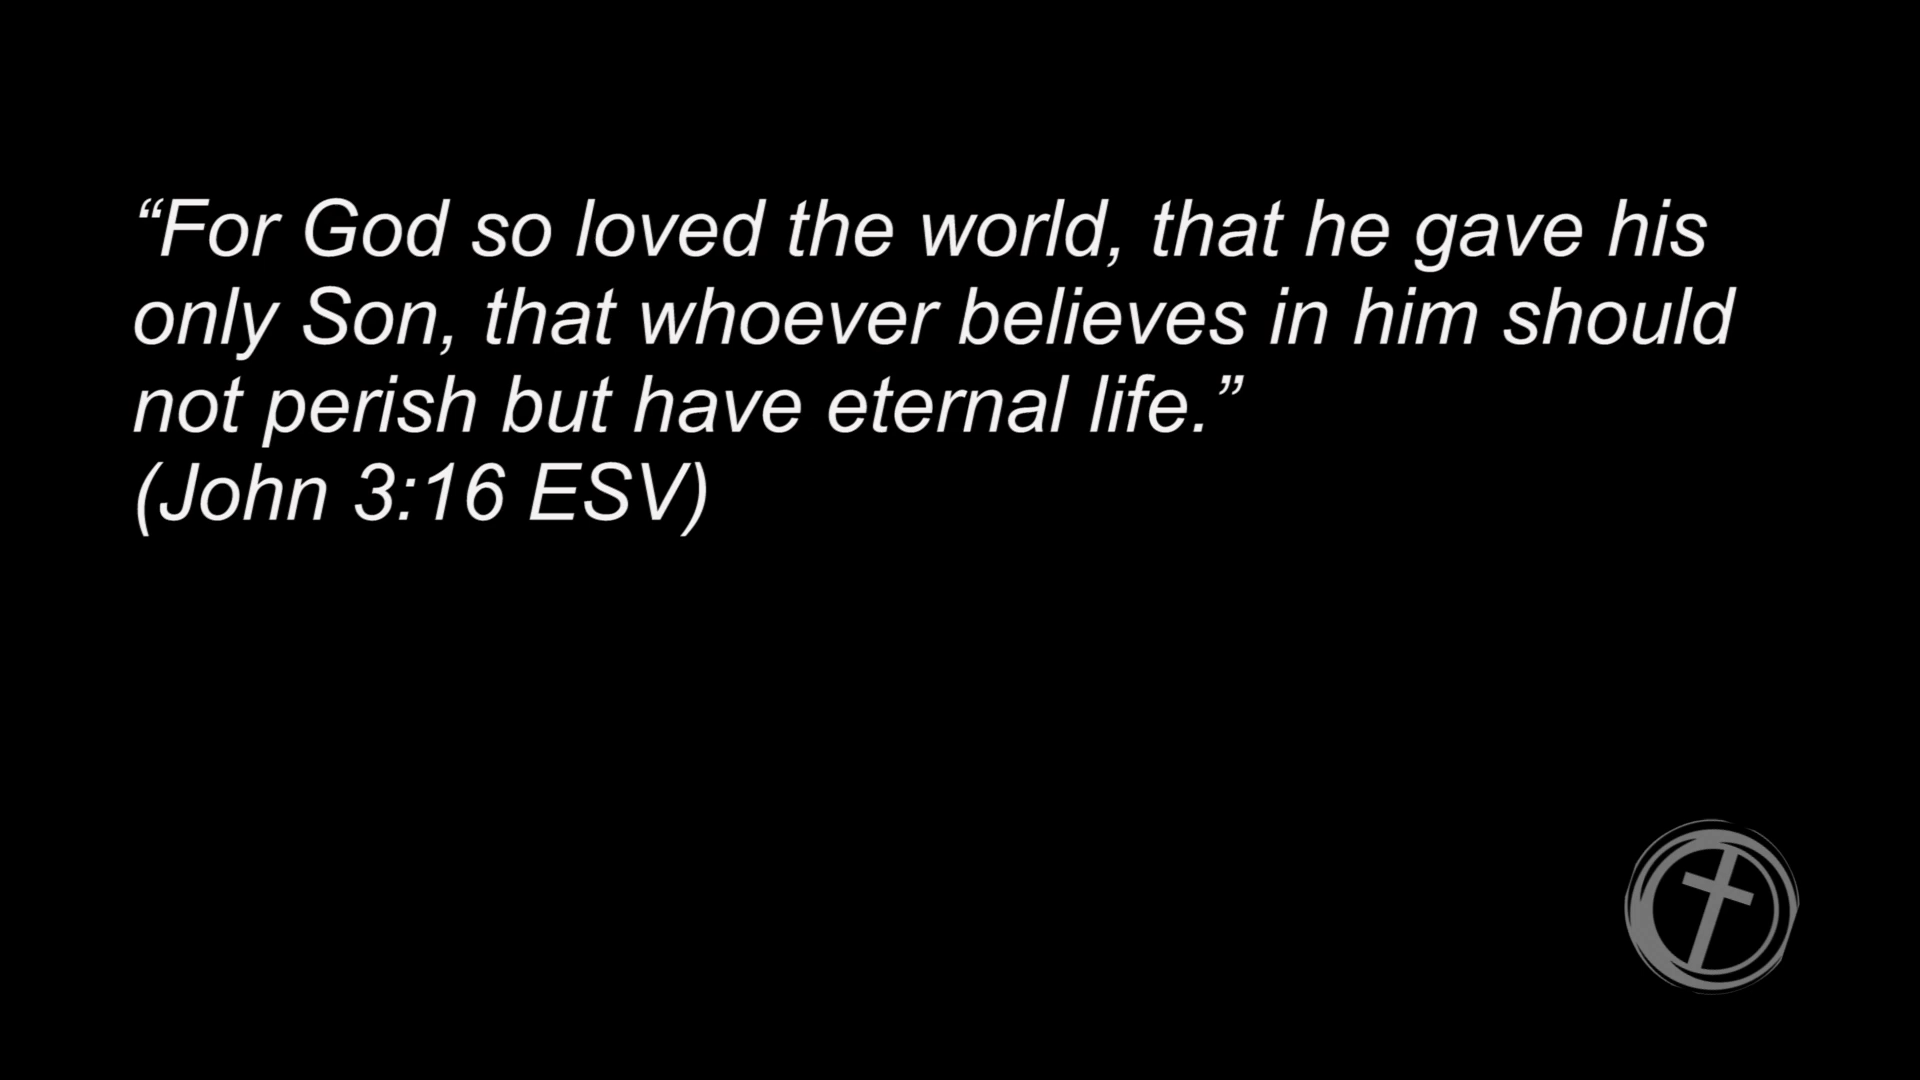 “For God so loved the world, that he gave his
only Son, that whoever believes in him should
not perish but have eternal life.”
(John 3:16 ESV)